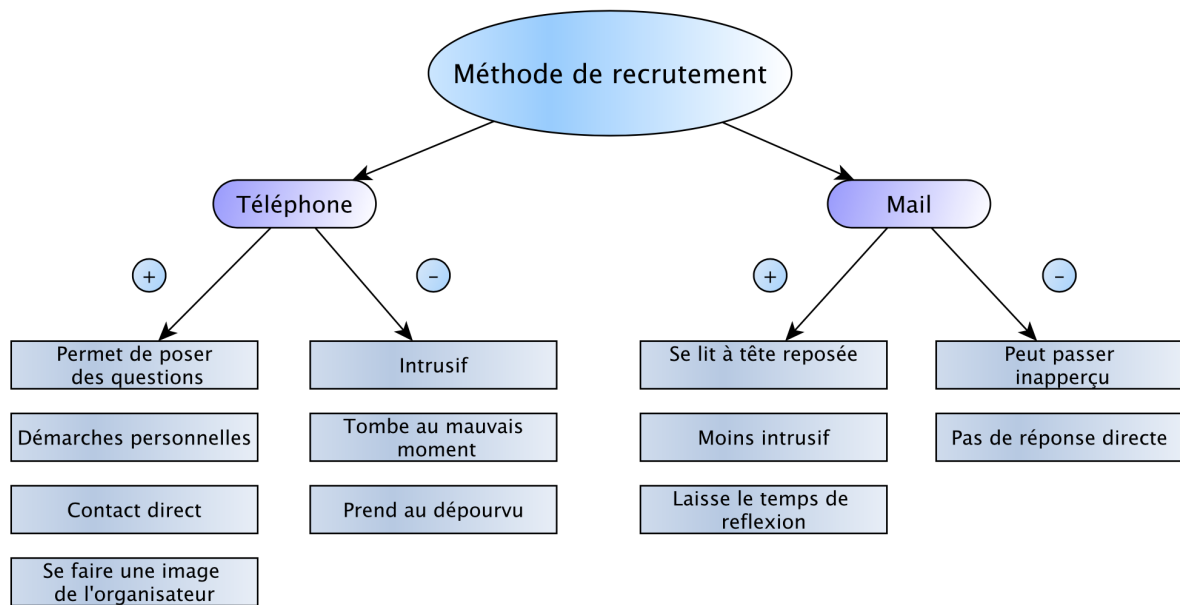 Méthode de recrutement
Téléphone
Mail
+
–
+
–
Permet de poser
des questions
Intrusif
Se lit à tête reposée
Peut passer
inapperçu
Démarches personnelles
Tombe au mauvais
moment
Moins intrusif
Pas de réponse directe
Contact direct
Prend au dépourvu
Laisse le temps de
reflexion
Se faire une image
de l'organisateur